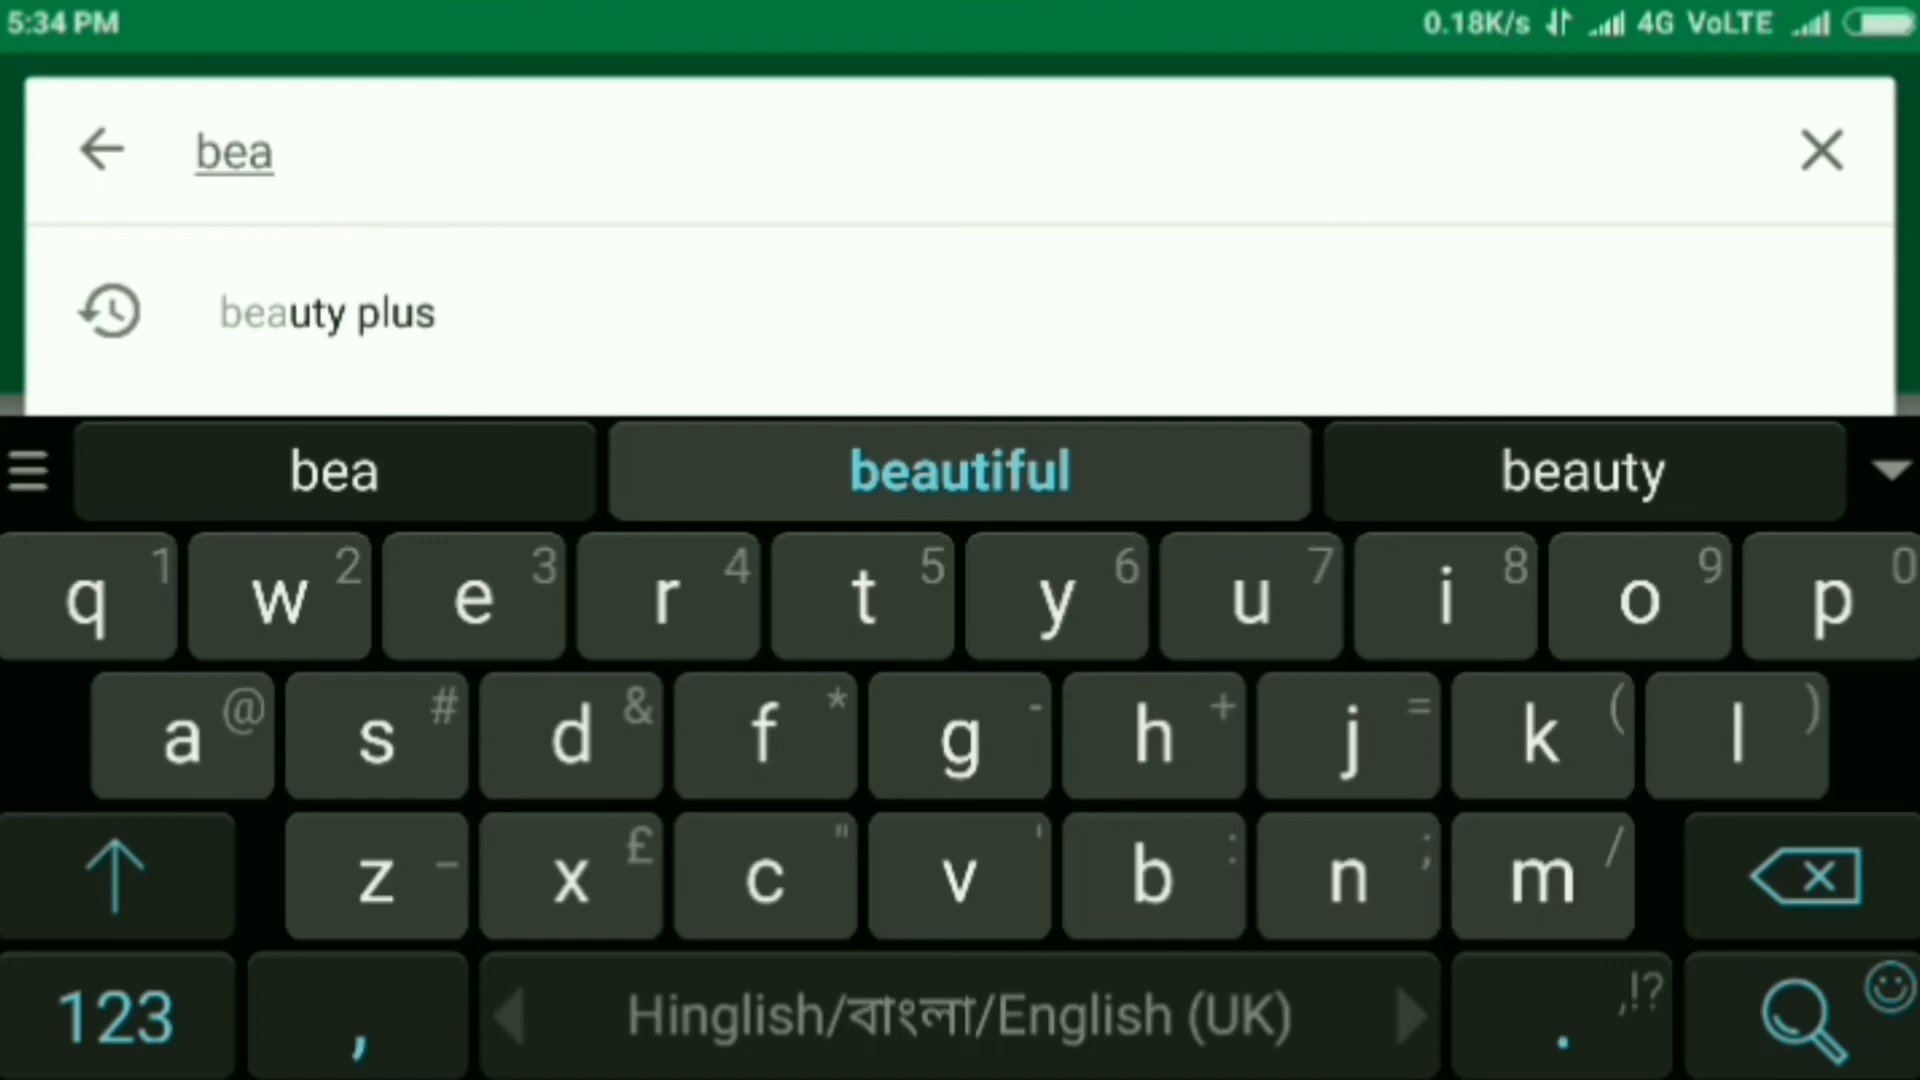 5:34 PM 0.18K/s 4G VoLTE
bea
beauty plus
bea beautiful beauty
q 1 w 2 e 3 r 4 t 5 y 6 u 7 i 8 o 9 p 0
a @ s # d & f * g - h + j = k ( l )
z _ x £ c " v ' b : n ; m /
123 , Hinglish/বাংলা/English (UK) . ,!?